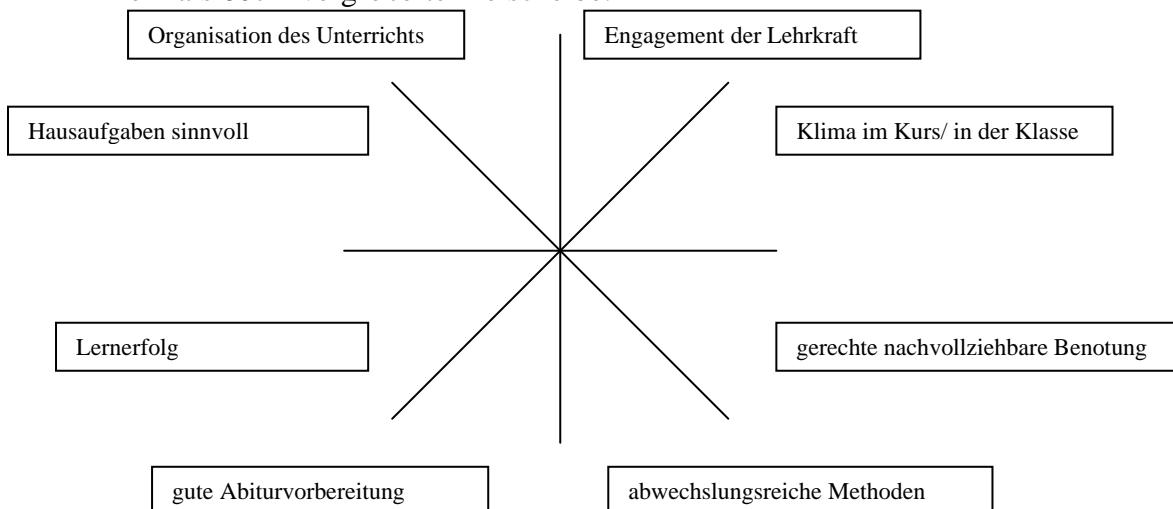 Organisation des Unterrichts
Engagement der Lehrkraft
Hausaufgaben sinnvoll
Klima im Kurs/ in der Klasse
Lernerfolg
gerechte nachvollziehbare Benotung
gute Abiturvorbereitung
abwechslungsreiche Methoden